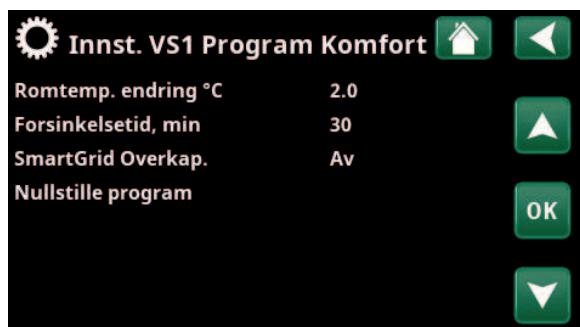 Innst. VS1 Program Komfort
Romtemp. endring °C 2.0
Forsinkelsetid, min 30
SmartGrid Overkap. Av
Nullstille program
OK